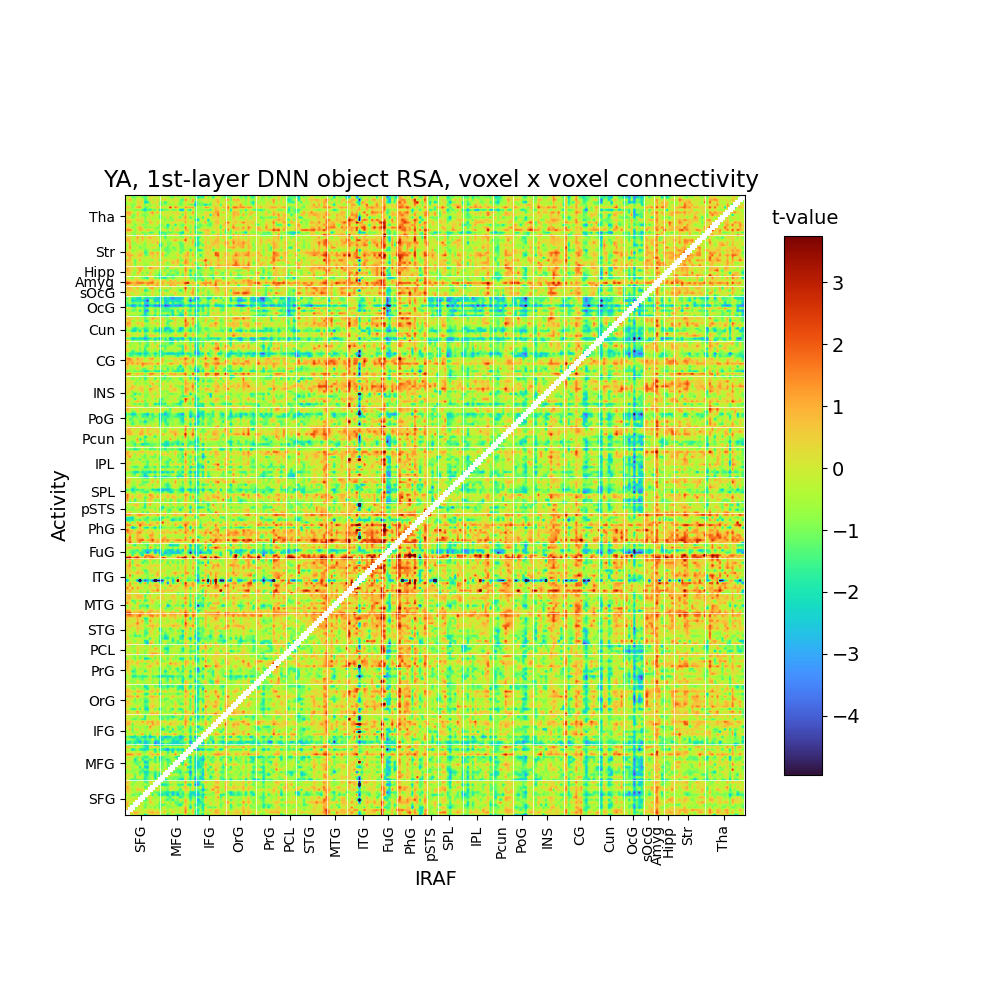 YA, 1st-layer DNN object RSA, voxel x voxel connectivity
t-value
Tha
Str
Hipp
Amyg
sOcG
OcG
Cun
CG
INS
PoG
Pcun
IPL
SPL
pSTS
PhG
FuG
ITG
MTG
STG
PCL
PrG
OrG
IFG
MFG
SFG
Activity
3
2
1
0
−1
−2
−3
−4
SFG
MFG
IFG
OrG
PrG
PCL
STG
MTG
ITG
FuG
PhG
pSTS
SPL
IPL
Pcun
PoG
INS
CG
Cun
OcG
sOcG
Amyg
Hipp
Str
Tha
IRAF